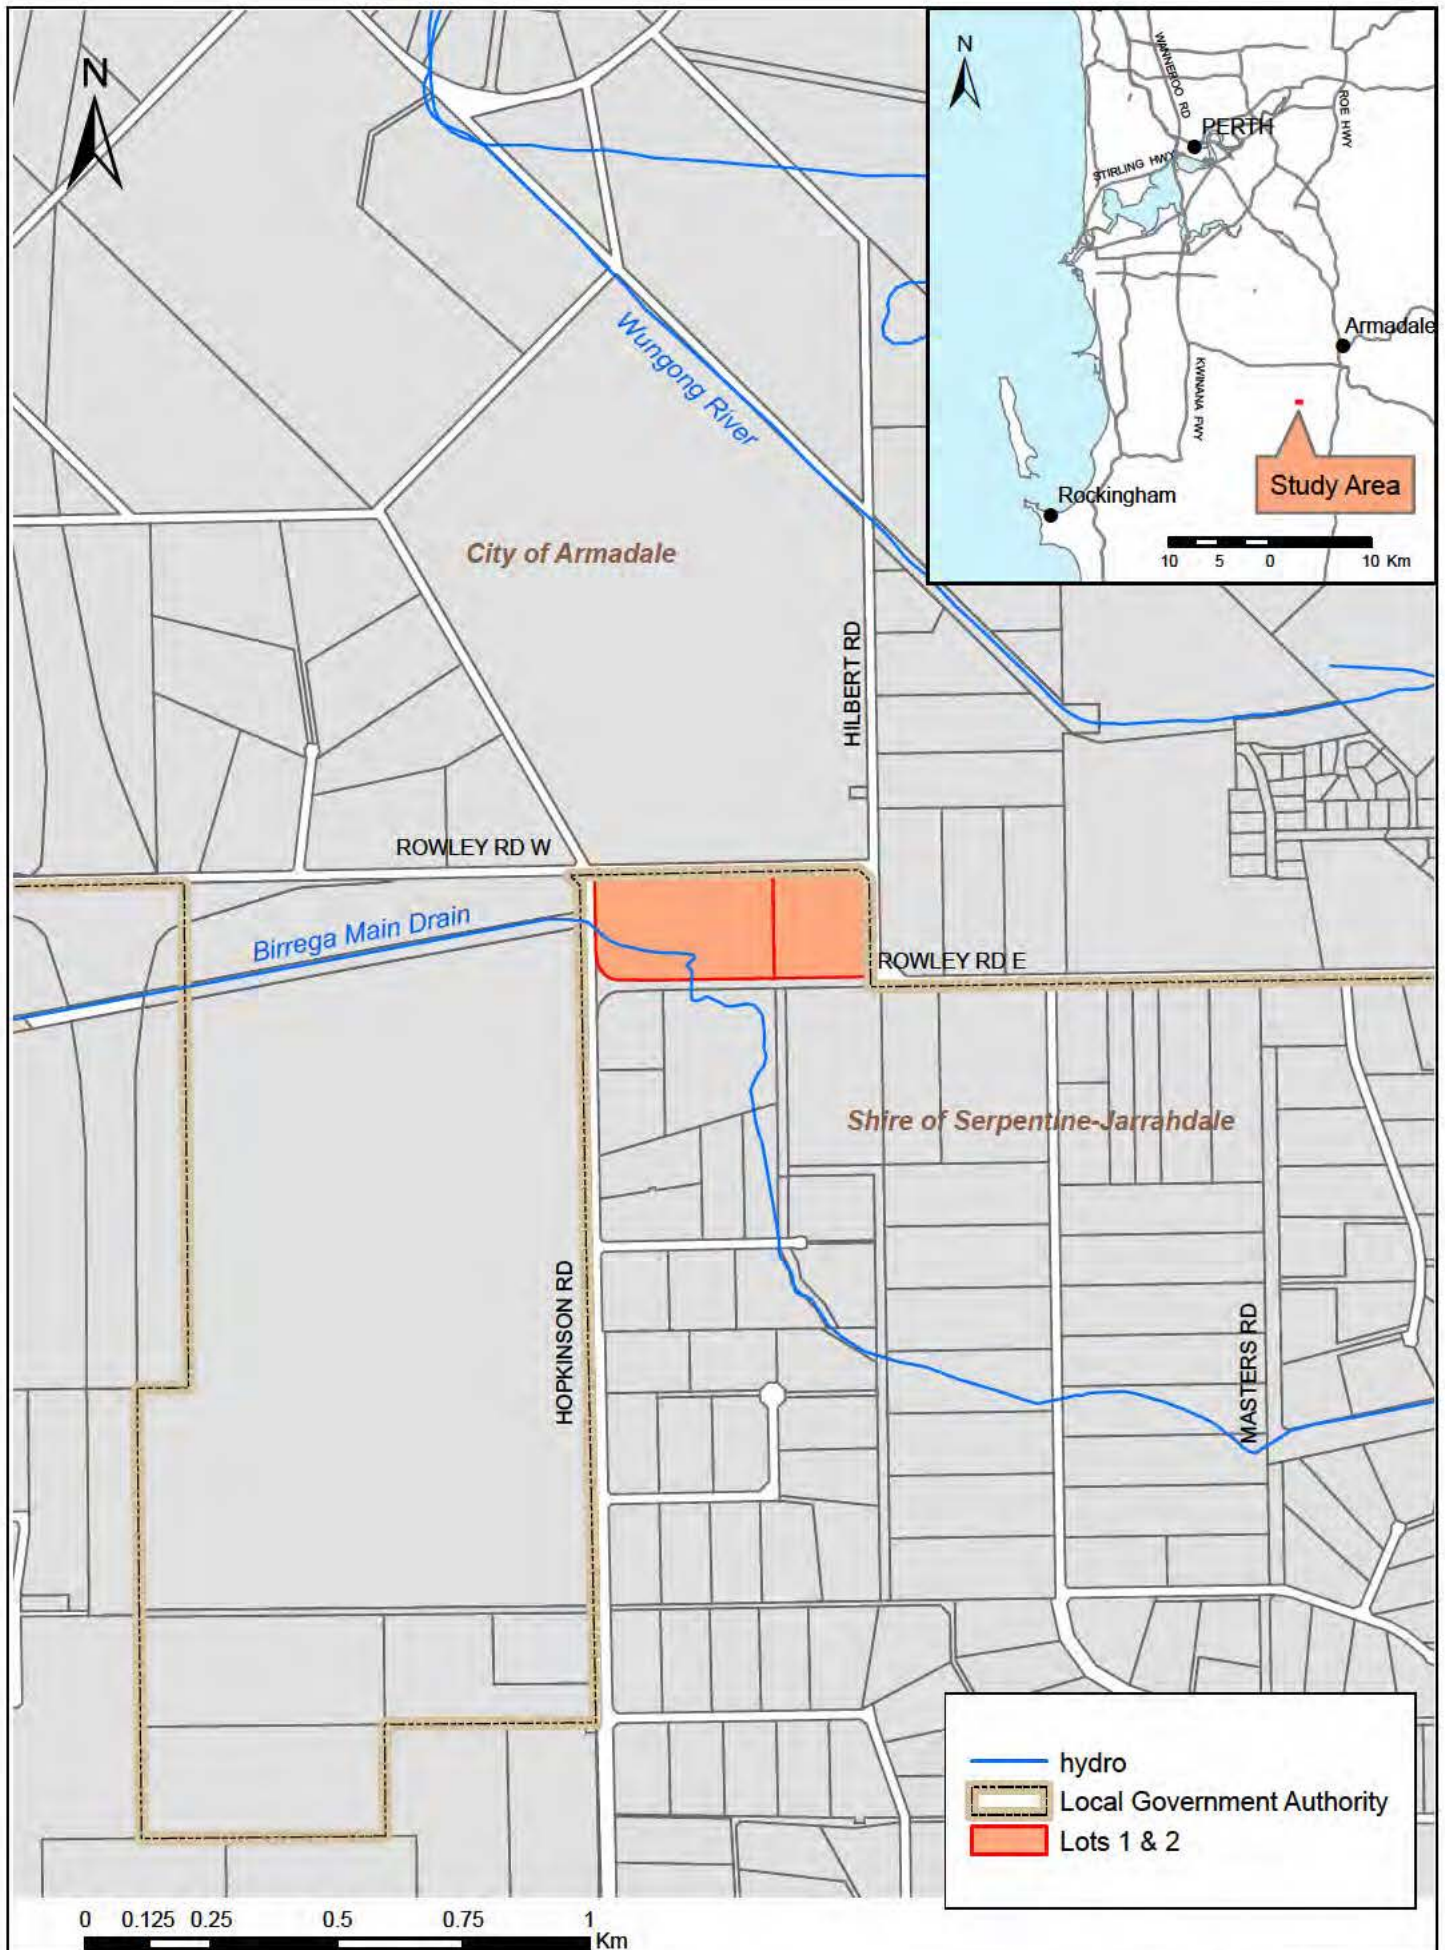 N
N
WANNEROO RD
ROE HWY
PERTH
STIRLING HWY
Armadale
KWINANA FWY
Study Area
Rockingham
10 5 0 10 Km
Wungong River
City of Armadale
HILBERT RD
ROWLEY RD W
Birrega Main Drain
ROWLEY RD E
Shire of Serpentine-Jarrahdale
HOPKINSON RD
MASTERS RD
hydro
Local Government Authority
Lots 1 & 2
0 0.125 0.25 0.5 0.75 1
Km